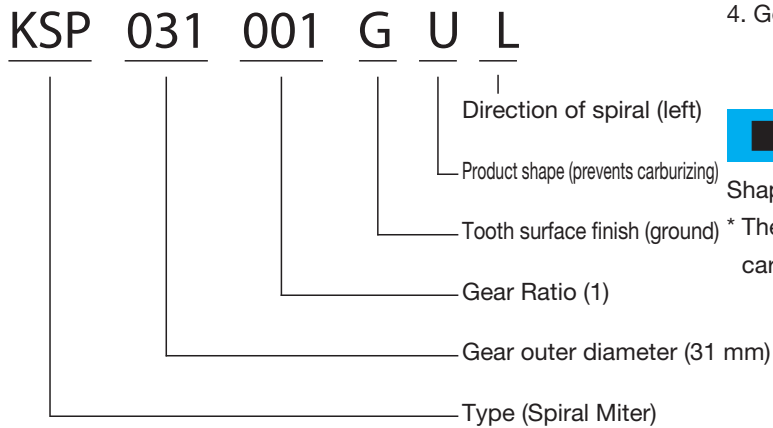 KSP 031 001 G U L
4. G
Direction of spiral (left)
Product shape (prevents carburizing)
Shap
Tooth surface finish (ground)
* The
car
Gear Ratio (1)
Gear outer diameter (31 mm)
Type (Spiral Miter)